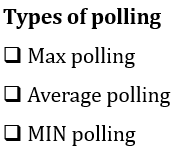 Types of polling
❑ Max polling
❑ Average polling
❑ MIN polling